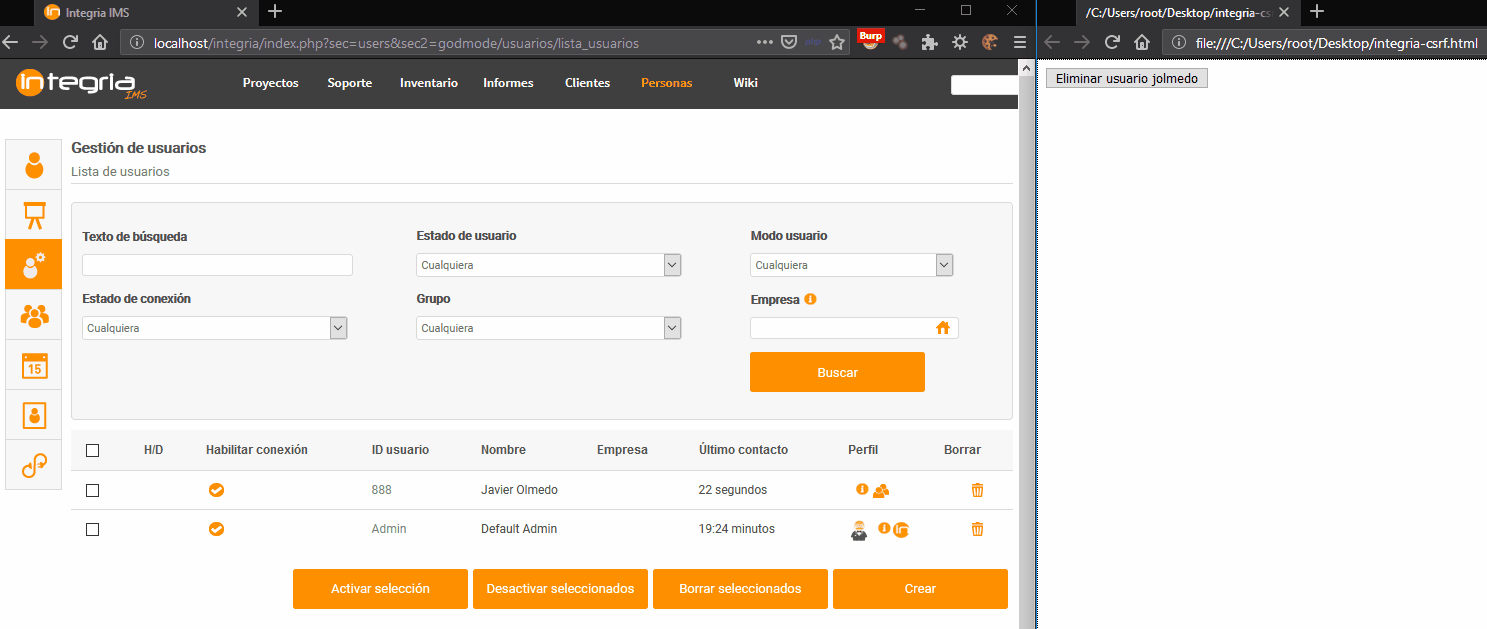 Integria IMS
/C:/Users/root/Desktop/integria-cs
localhost/integria/index.php?sec=users&sec2=godmode/usuarios/lista_usuarios
php
Burp
file:///C:/Users/root/Desktop/integria-csrf.html
integria
IMS
Proyectos Soporte Inventario Informes Clientes Personas Wiki
Eliminar usuario jolmedo
Gestión de usuarios
Lista de usuarios
Texto de búsqueda Estado de usuario Modo usuario
Cualquiera Cualquiera
Estado de conexión Grupo Empresa
Cualquiera Cualquiera
15
Buscar
H/D Habilitar conexión ID usuario Nombre Empresa Último contacto Perfil Borrar
888 Javier Olmedo 22 segundos
Admin Default Admin 19:24 minutos
Activar selección Desactivar seleccionados Borrar seleccionados Crear